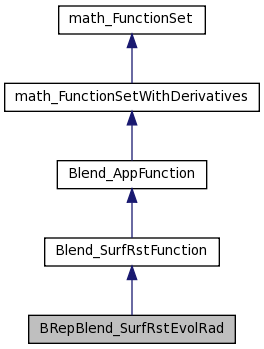 math_FunctionSet
math_FunctionSetWithDerivatives
Blend_AppFunction
Blend_SurfRstFunction
BRepBlend_SurfRstEvolRad